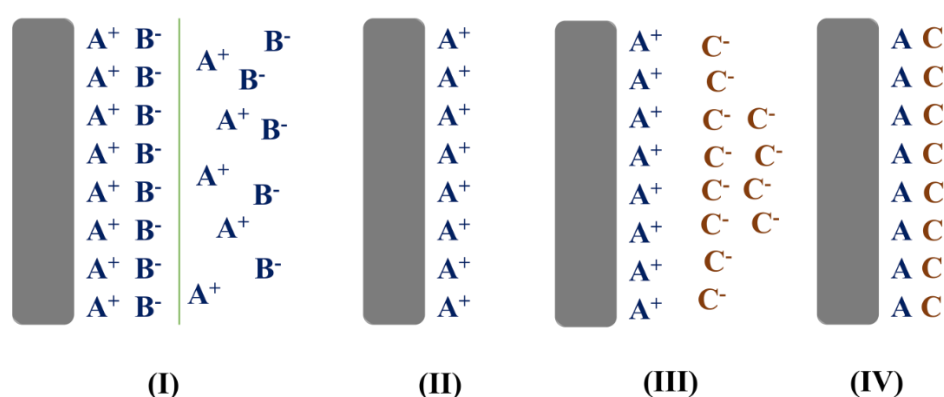 A⁺ B⁻ B⁻ A⁺ A⁺ C⁻ A C
A⁺ B⁻ A⁺ B⁻ A⁺ A⁺ C⁻ A C
A⁺ B⁻ A⁺ B⁻ A⁺ A⁺ C⁻ C⁻ A C
A⁺ B⁻ A⁺ A⁺ C⁻ C⁻ A C
A⁺ B⁻ A⁺ B⁻ A⁺ A⁺ C⁻ C⁻ A C
A⁺ B⁻ A⁺ A⁺ A⁺ C⁻ C⁻ A C
A⁺ B⁻ B⁻ A⁺ A⁺ C⁻ A C
A⁺ B⁻ A⁺ A⁺ A⁺ C⁻ A C
(I) (II) (III) (IV)